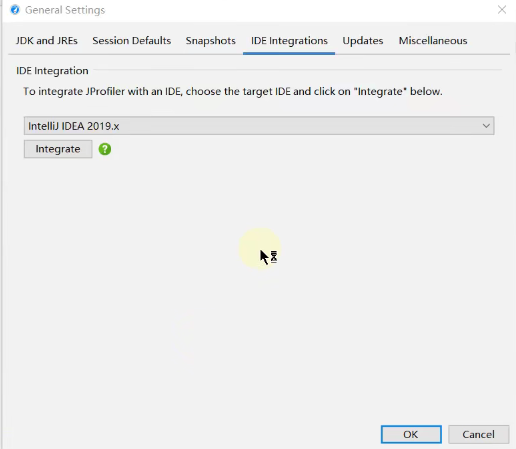 General Settings
JDK and JREs Session Defaults Snapshots IDE Integrations Updates Miscellaneous
IDE Integration
To integrate JProfiler with an IDE, choose the target IDE and click on "Integrate" below.
IntelliJ IDEA 2019.x
Integrate ?
OK Cancel